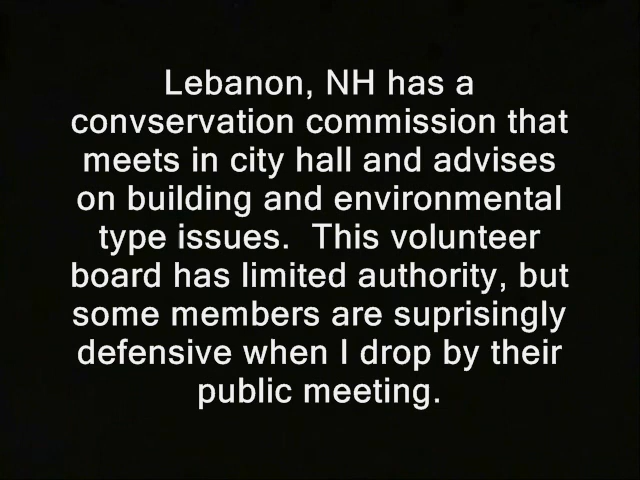 Lebanon, NH has a
convservation commission that
meets in city hall and advises
on building and environmental
type issues.  This volunteer
board has limited authority, but
some members are suprisingly
defensive when I drop by their
public meeting.